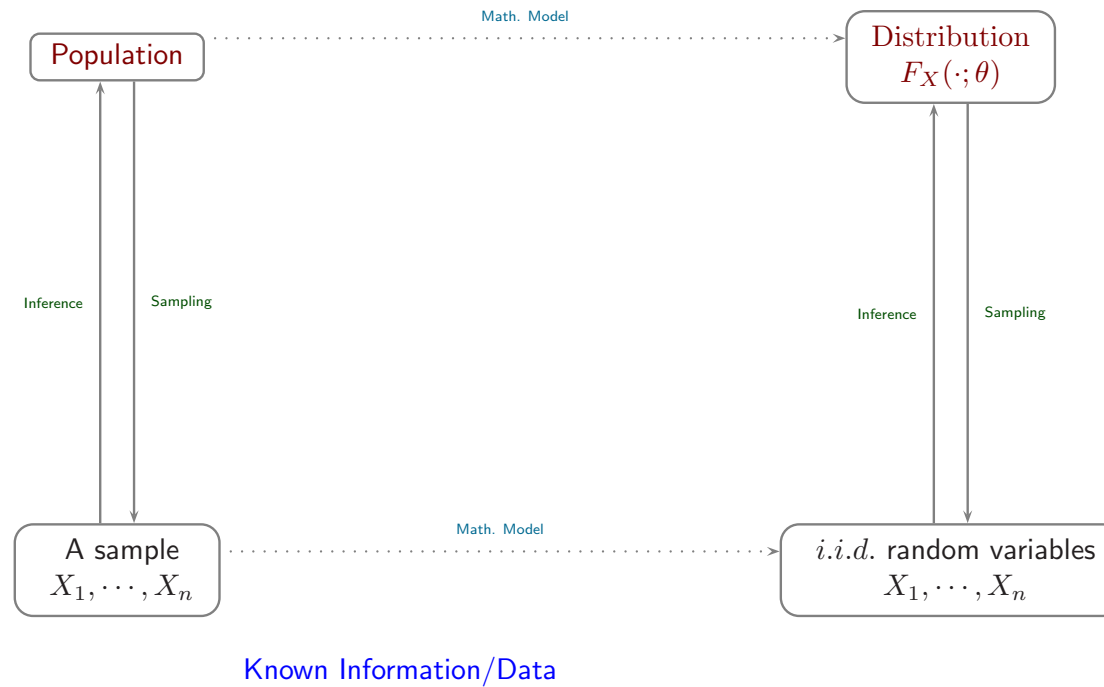 Math. Model
Population
Distribution
F_X(·; θ)
Inference
Sampling
Inference
Sampling
Math. Model
A sample
X_1, ⋯, X_n
i.i.d. random variables
X_1, ⋯, X_n
Known Information/Data